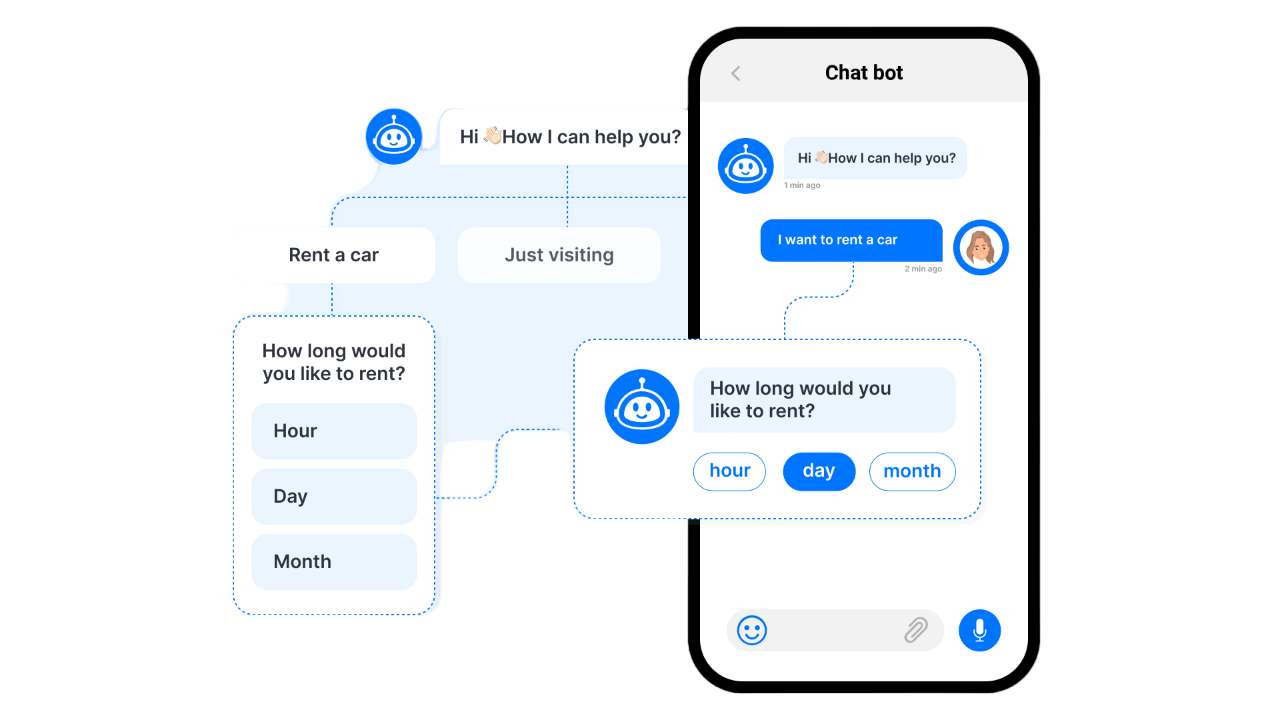 Hi 👋🏻How I can help you?
Rent a car
Just visiting
How long would
you like to rent?
Hour
Day
Month
Chat bot
Hi 👋🏻How I can help you?
1 min ago
I want to rent a car
2 min ago
How long would you
like to rent?
hour
day
month